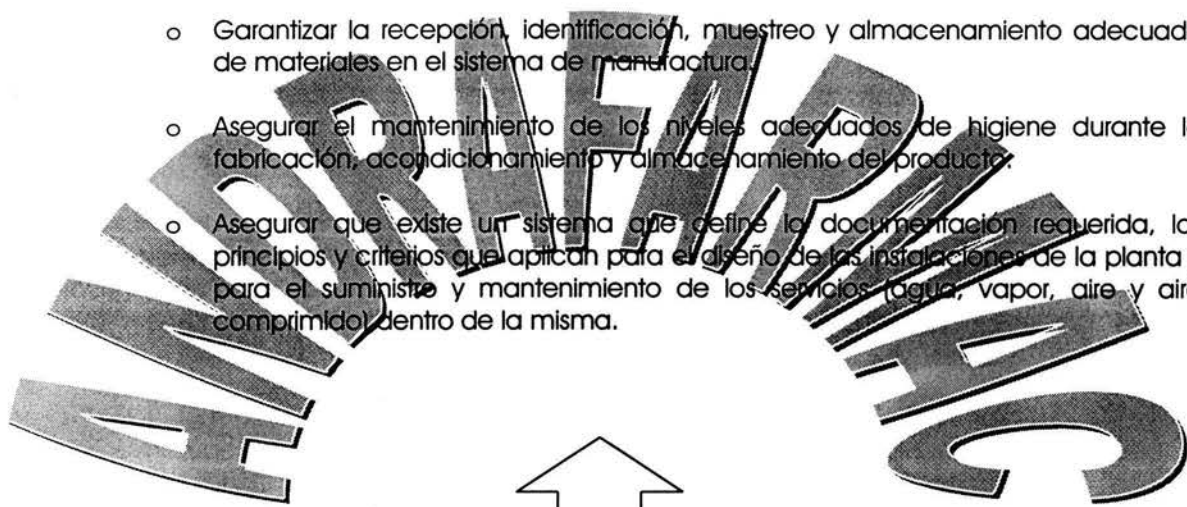 o Garantizar la recepción, identificación, muestreo y almacenamiento adecuad
de materiales en el sistema de manufactura.
o Asegurar el mantenimiento de los niveles adecuados de higiene durante l
fabricación, acondicionamiento y almacenamiento del producto.
o Asegurar que existe un sistema que define la documentación requerida, lo
principios y criterios que aplican para el diseño de las instalaciones de la planta
para el suministro y mantenimiento de los servicios (agua, vapor, aire y air
comprimido) dentro de la misma.
ANDRAFARMAC